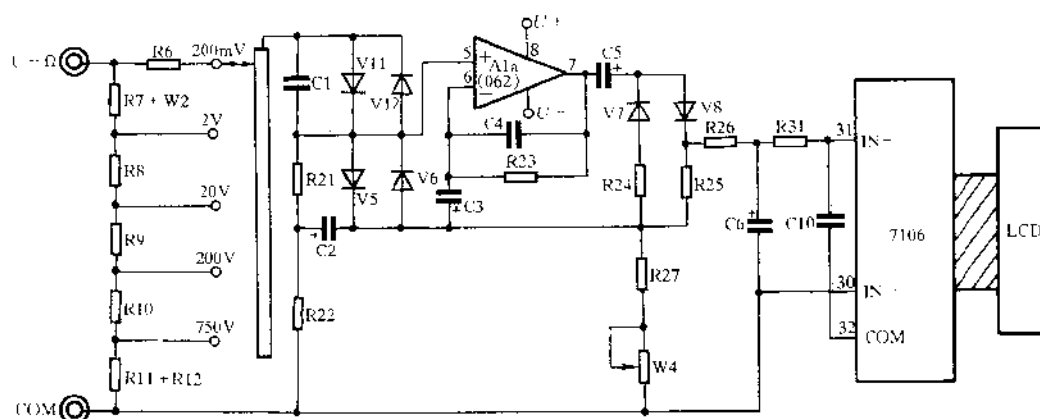 R6
200mV
R7 + W2
2V
R8
20V
R9
200V
R10
750V
R11 + R12
COM
C1
V11
V12
R21
V5
V6
C2
R22
5
+
6
−
A1a
(062)
8
7
C4
R23
C3
C5
+
V7
V8
R24
R25
R26
R27
W4
R31
C6
+
C10
31
IN+
30
32
COM
7106
LCD